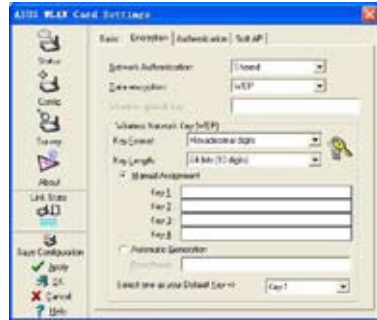 ASUS WLAN Card Settings
Status
Config
Survey
About
Link State
Save Configuration
Apply
OK
Cancel
Help
Basic Encryption Authentication Soft AP
Network Authentication: Shared
Data encryption: WEP
Wireless Network Key (WEP)
Key Format: Hexadecimal digits
Key Length: 64 bits (10 digits)
Manual Assignment
Key 1:
Key 2:
Key 3:
Key 4:
Automatic Generation
Select one as your Default Key => Key 1